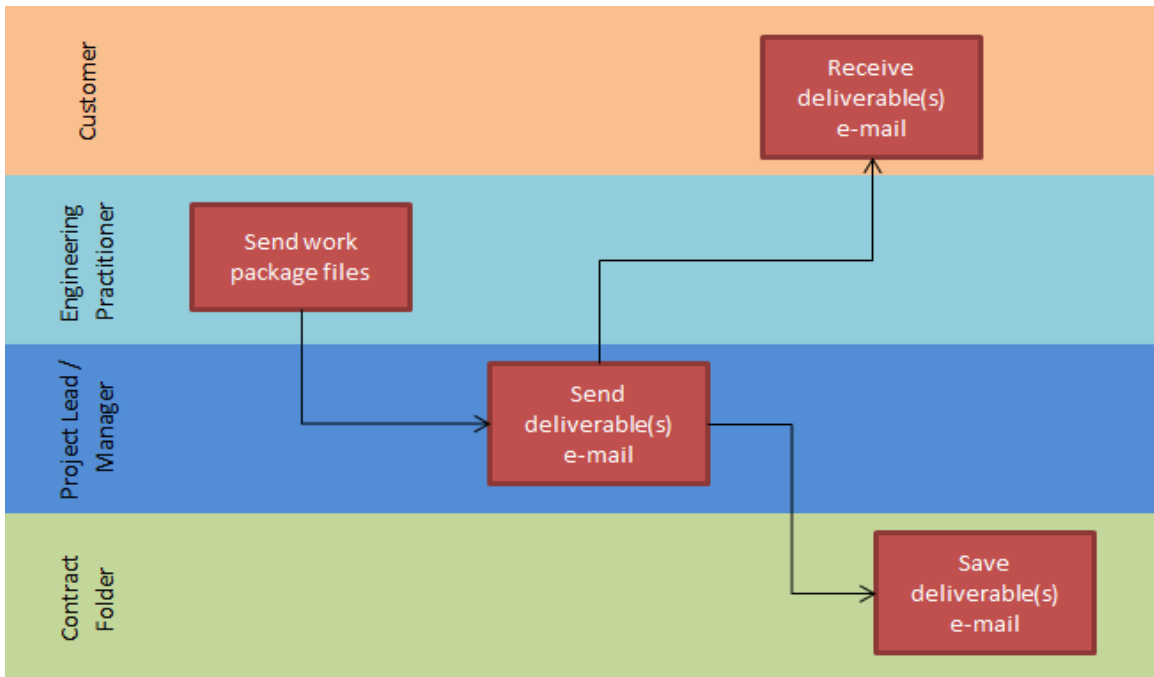 Customer
Receive
deliverable(s)
e-mail
Engineering
Practitioner
Send work
package files
Project Lead /
Manager
Send
deliverable(s)
e-mail
Contract
Folder
Save
deliverable(s)
e-mail